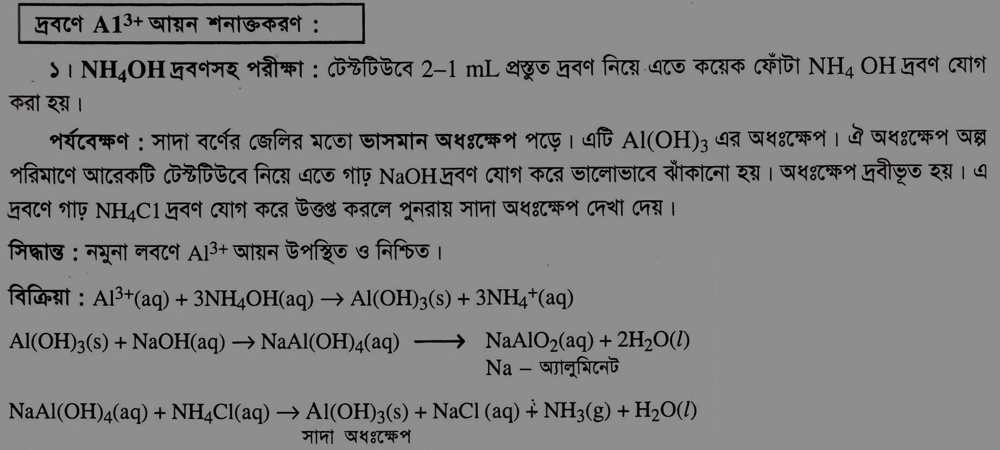 দ্রবণে Al³⁺ আয়ন শনাক্তকরণ :
১। NH₄OH দ্রবণসহ পরীক্ষা : টেস্টটিউবে 2–1 mL প্রস্তুত দ্রবণ নিয়ে এতে কয়েক ফোঁটা NH₄ OH দ্রবণ যোগ
করা হয়।
পর্যবেক্ষণ : সাদা বর্ণের জেলির মতো ভাসমান অধঃক্ষেপ পড়ে। এটি Al(OH)₃ এর অধঃক্ষেপ। ঐ অধঃক্ষেপ অল্প
পরিমাণে আরেকটি টেস্টটিউবে নিয়ে এতে গাঢ় NaOH দ্রবণ যোগ করে ভালোভাবে ঝাঁকানো হয়। অধঃক্ষেপ দ্রবীভূত হয়। এ
দ্রবণে গাঢ় NH₄Cl দ্রবণ যোগ করে উত্তপ্ত করলে পুনরায় সাদা অধঃক্ষেপ দেখা দেয়।
সিদ্ধান্ত : নমুনা লবণে Al³⁺ আয়ন উপস্থিত ও নিশ্চিত।
বিক্রিয়া : Al³⁺(aq) + 3NH₄OH(aq) → Al(OH)₃(s) + 3NH₄⁺(aq)
Al(OH)₃(s) + NaOH(aq) → NaAl(OH)₄(aq) ⟶ NaAlO₂(aq) + 2H₂O(l)
Na – অ্যালুমিনেট
NaAl(OH)₄(aq) + NH₄Cl(aq) → Al(OH)₃(s) + NaCl (aq) + NH₃(g) + H₂O(l)
সাদা অধঃক্ষেপ